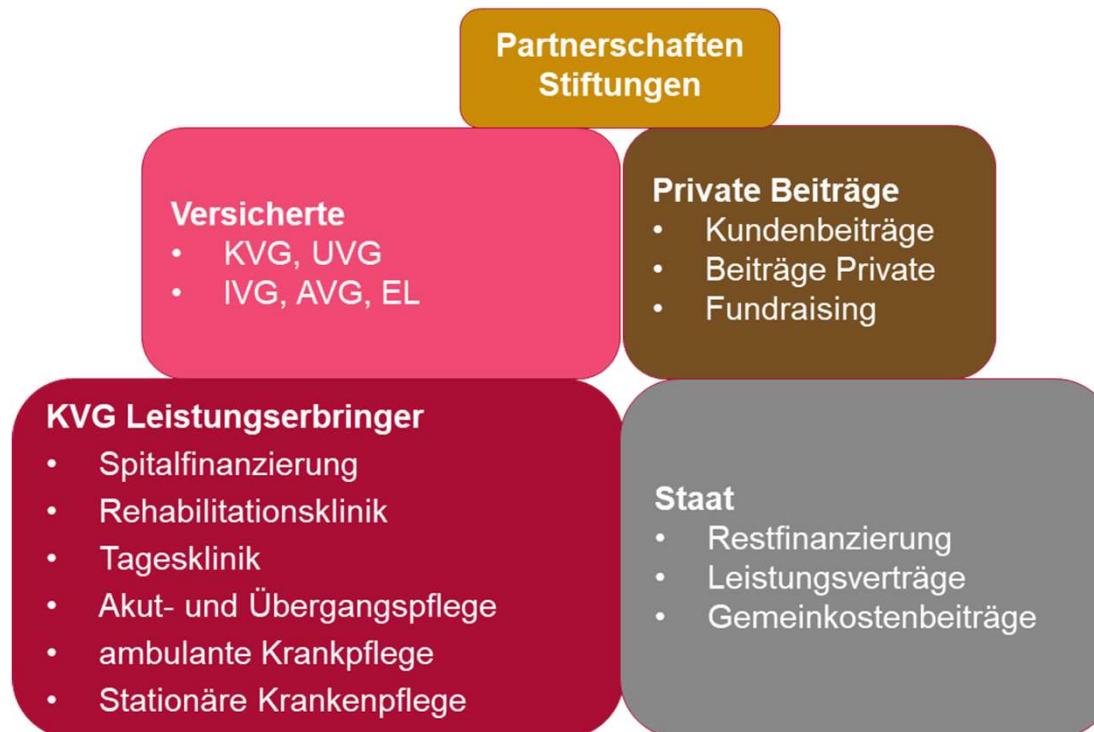 Partnerschaften
Stiftungen
Versicherte
• KVG, UVG
• IVG, AVG, EL
Private Beiträge
• Kundenbeiträge
• Beiträge Private
• Fundraising
KVG Leistungserbringer
• Spitalfinanzierung
• Rehabilitationsklinik
• Tagesklinik
• Akut- und Übergangspflege
• ambulante Krankpflege
• Stationäre Krankenpflege
Staat
• Restfinanzierung
• Leistungsverträge
• Gemeinkostenbeiträge